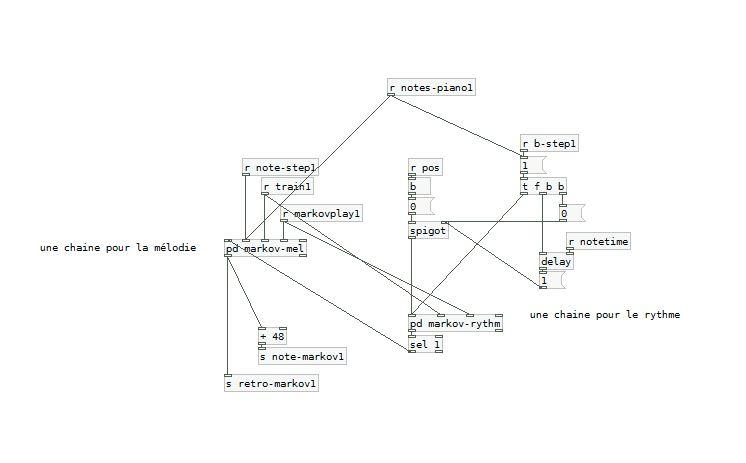 r notes-piano1
r b-step1
r note-step1
r pos
1
r train1
b
t f b b
r markovplay1
0
0
spigot
une chaine pour la mélodie
pd markov-mel
r notetime
delay
1
une chaine pour le rythme
pd markov-rythm
+ 48
sel 1
s note-markov1
s retro-markov1